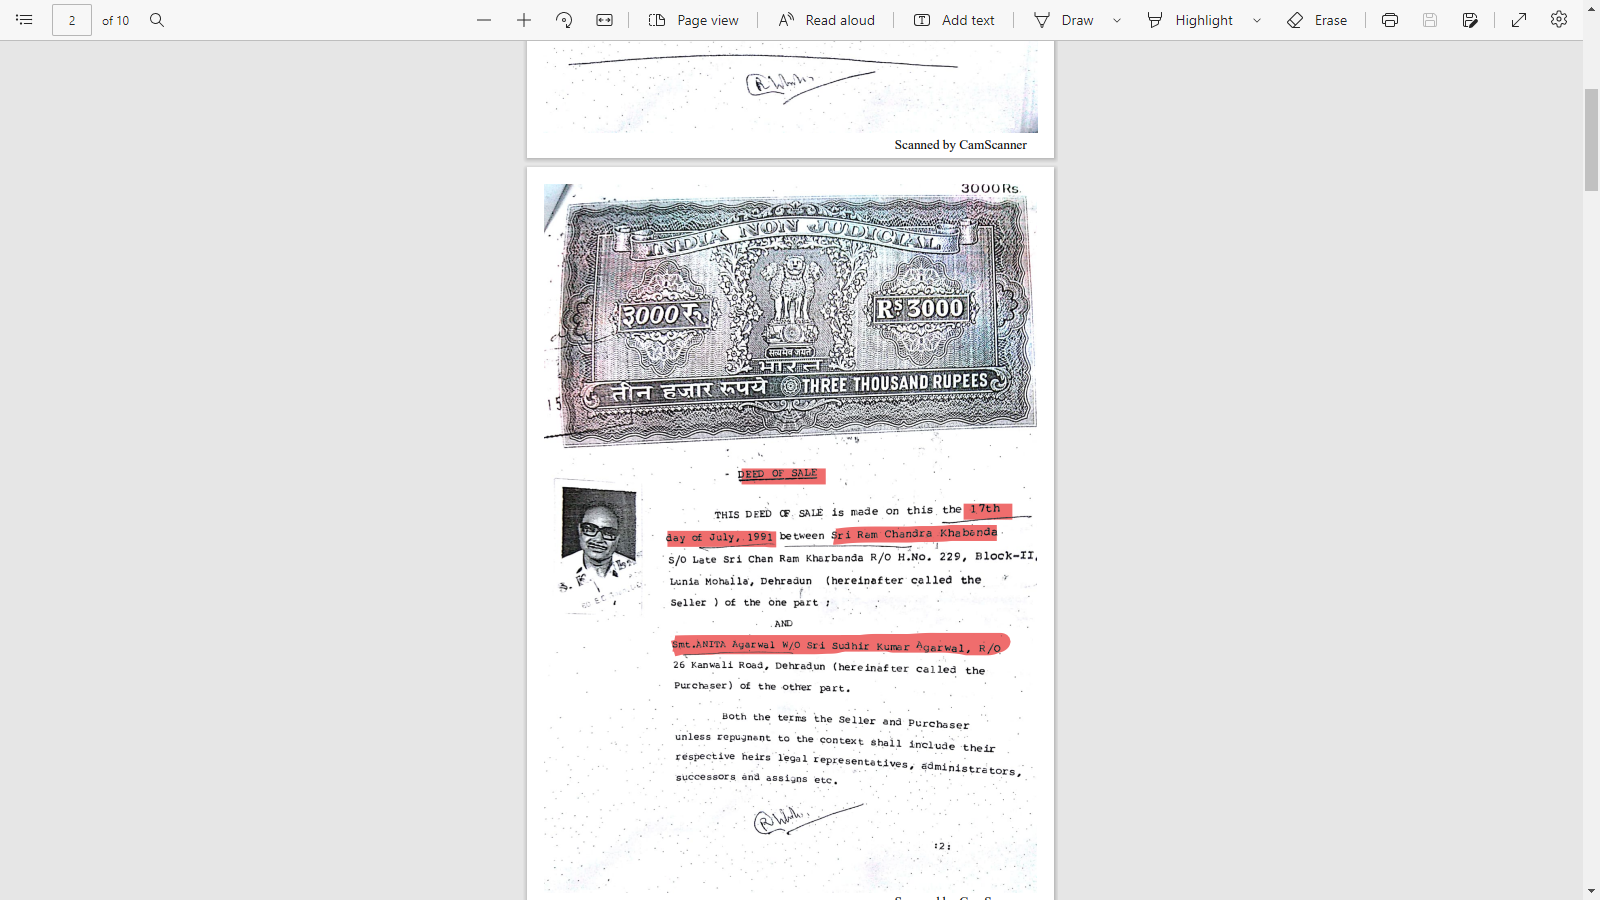 2
of 10
Page view
Read aloud
Add text
Draw
Highlight
Erase
Scanned by CamScanner
3000Rs.
INDIA NON JUDICIAL
३000 रु.
Rs 3000
सत्यमेव जयते
भारत
तीन हजार रूपये THREE THOUSAND RUPEES
15
- DEED OF SALE
THIS DEED OF SALE is made on this the 17th
day of July, 1991 between Sri Ram Chandra Khabanda
S/O Late Sri Chan Ram Kharbanda R/O H.No. 229, Block-II,
Lunia Mohalla, Dehradun (hereinafter called the
Seller ) of the one part ;
AND
Smt.ANITA Agarwal W/O Sri Sudhir Kumar Agarwal, R/O
26 Kanwali Road, Dehradun (hereinafter called the
Purchaser) of the other part.
Both the terms the Seller and Purchaser
unless repugnant to the context shall include their
respective heirs legal representatives, administrators,
successors and assigns etc.
:2: